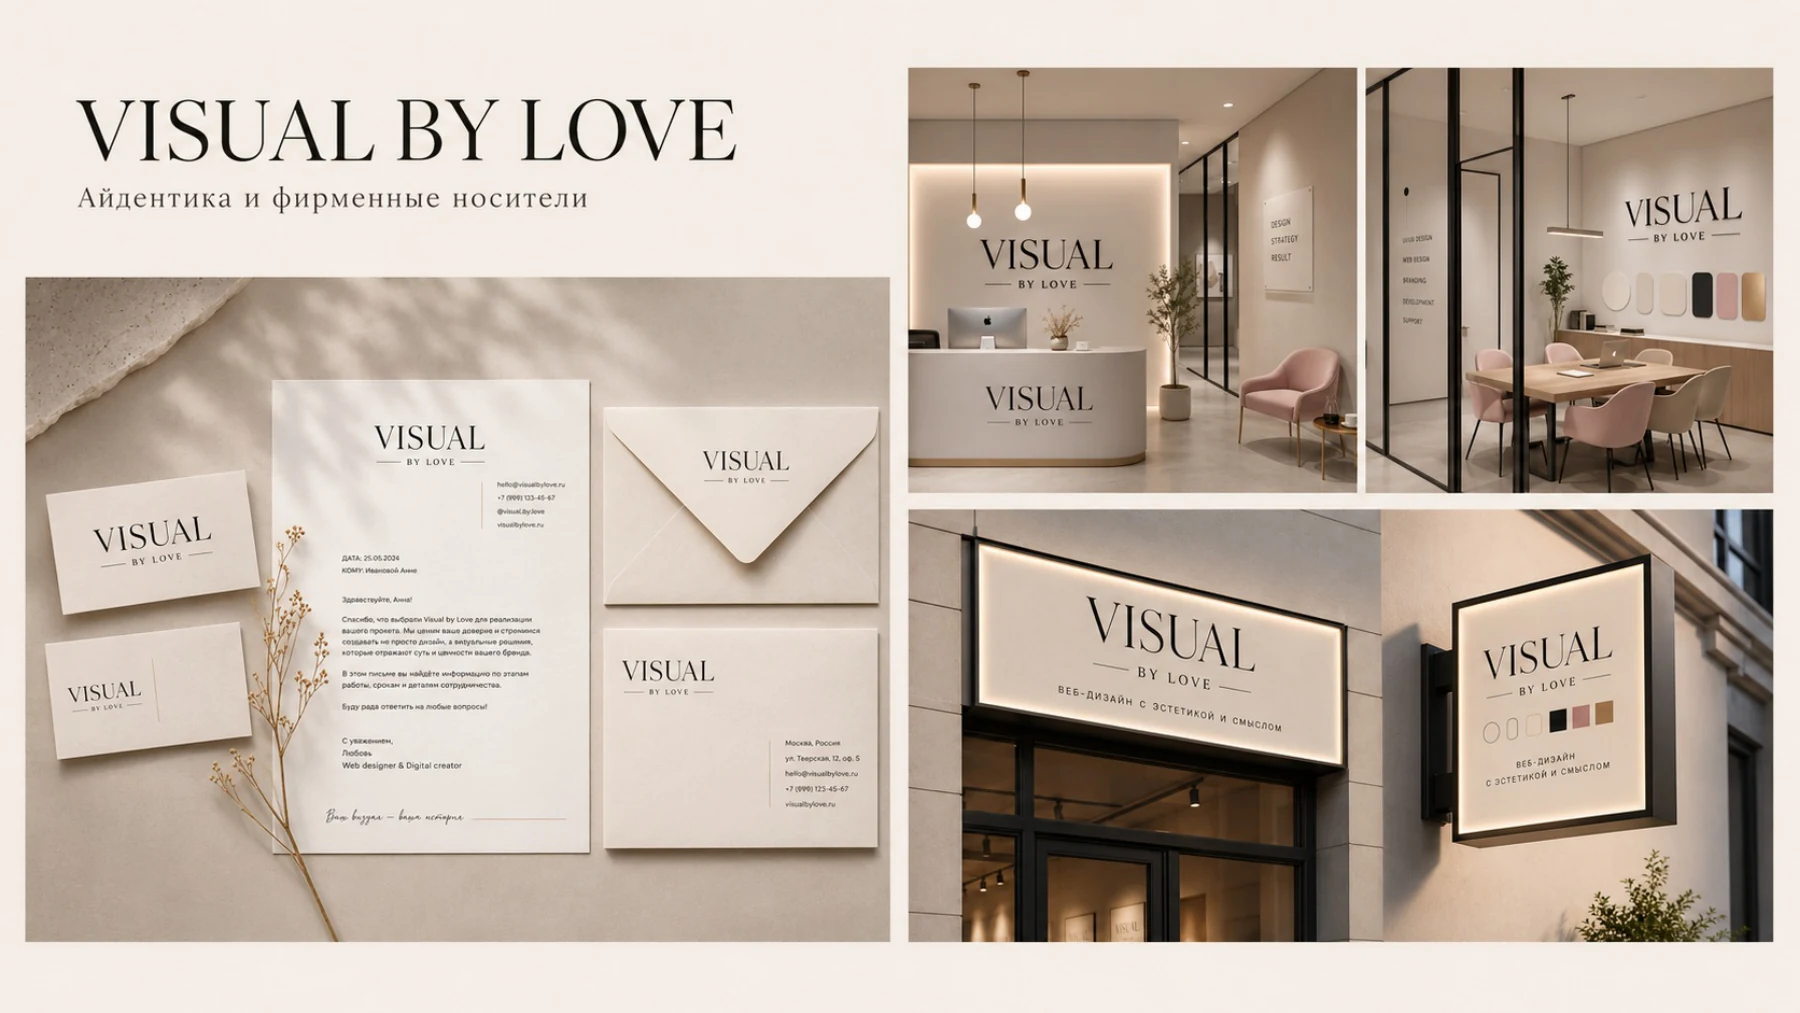 VISUAL BY LOVE
Айдентика и фирменные носители
VISUAL
BY LOVE
VISUAL
BY LOVE
VISUAL
BY LOVE
hello@visualbylove.ru
+7 (999) 123-45-67
@visual.by.love
visualbylove.ru
ДАТА: 25.05.2024
КОМУ: Ивановой Анне
Здравствуйте, Анна!
Спасибо, что выбрали Visual by Love для реализации
вашего проекта. Мы ценим ваше доверие и стремимся
создавать не просто дизайн, а визуальные решения,
которые отражают суть и ценности вашего бренда.
В этом письме вы найдёте информацию по этапам
работы, срокам и деталям сотрудничества.
Буду рада ответить на любые вопросы!
С уважением,
Любовь
Web designer & Digital creator
Ваш визуал — ваша история
VISUAL
BY LOVE
VISUAL
BY LOVE
Москва, Россия
ул. Тверская, 12, оф. 5
hello@visualbylove.ru
+7 (999) 123-45-67
visualbylove.ru
VISUAL
BY LOVE
VISUAL
BY LOVE
DESIGN
STRATEGY
RESULT
DESIGN
WEB DESIGN
BRANDING
DEVELOPMENT
SUPPORT
VISUAL
BY LOVE
VISUAL
BY LOVE
ВЕБ-ДИЗАЙН С ЭСТЕТИКОЙ И СМЫСЛОМ
VISUAL
BY LOVE
ВЕБ-ДИЗАЙН
С ЭСТЕТИКОЙ И СМЫСЛОМ